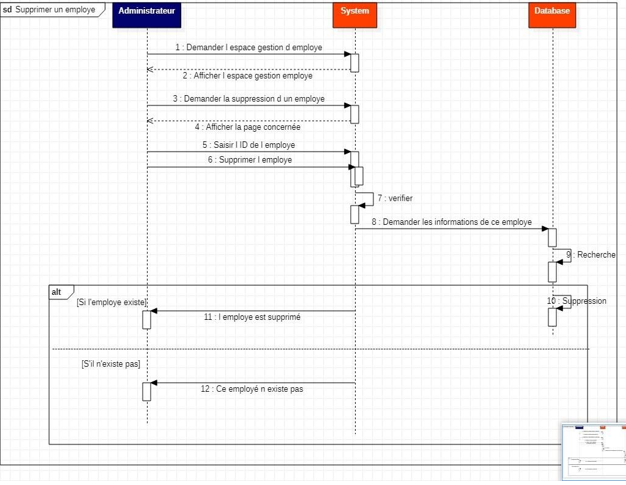 sd Supprimer un employe
Administrateur
System
Database
1 : Demander l espace gestion d employe
2 : Afficher l espace gestion employe
3 : Demander la suppression d un employe
4 : Afficher la page concernée
5 : Saisir l ID de l employe
6 : Supprimer l employe
7 : verifier
8 : Demander les informations de ce employe
9 : Recherche
alt
[Si l'employe existe]
10 : Suppression
11 : l employe est supprimé
[S'il n'existe pas]
12 : Ce employé n existe pas